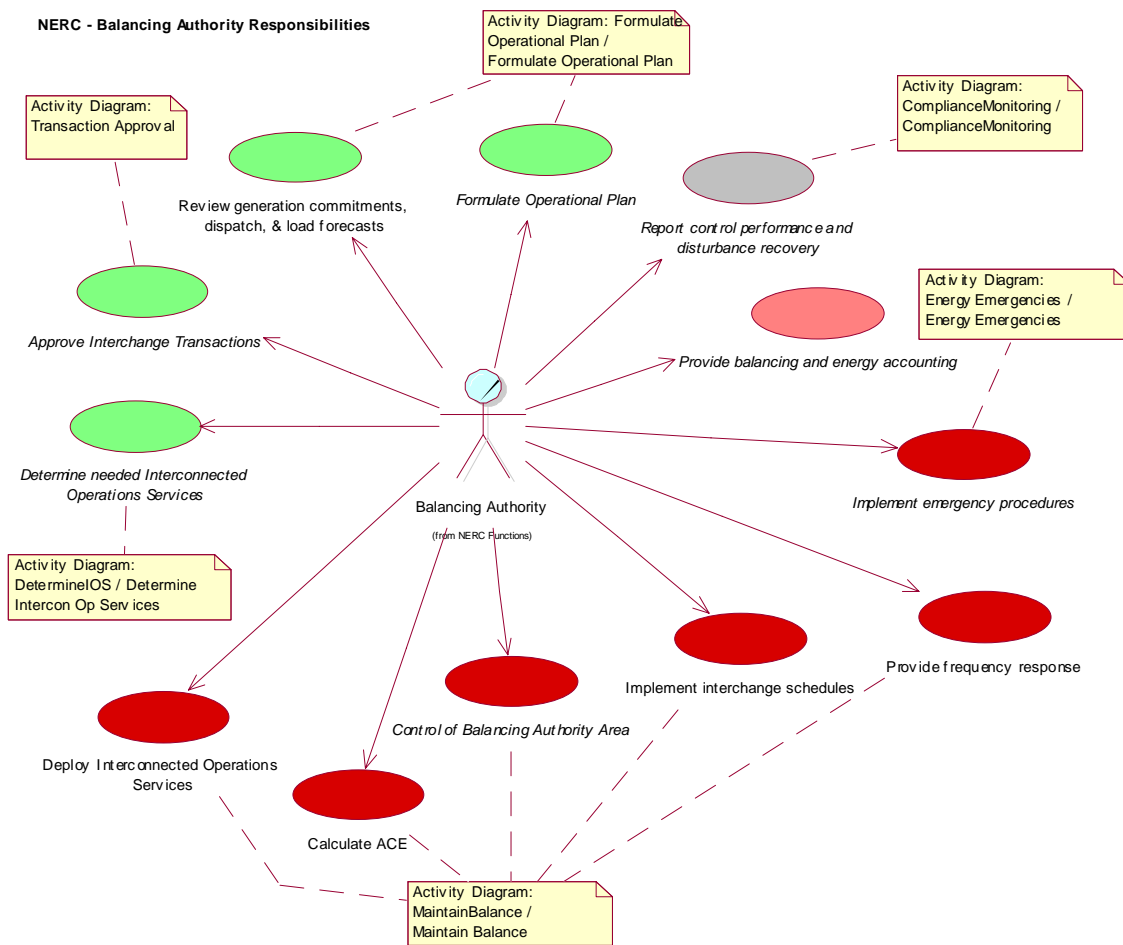 NERC - Balancing Authority Responsibilities
Activity Diagram: Formulate
Operational Plan /
Formulate Operational Plan
Activity Diagram:
ComplianceMonitoring /
ComplianceMonitoring
Activity Diagram:
Transaction Approval
Review generation commitments,
dispatch, & load forecasts
Formulate Operational Plan
Report control performance and
disturbance recovery
Activity Diagram:
Energy Emergencies /
Energy Emergencies
Approve Interchange Transactions
Provide balancing and energy accounting
Determine needed Interconnected
Operations Services
Implement emergency procedures
Balancing Authority
(from NERC Functions)
Activity Diagram:
DetermineIOS / Determine
Intercon Op Services
Provide frequency response
Implement interchange schedules
Control of Balancing Authority Area
Deploy Interconnected Operations
Services
Calculate ACE
Activity Diagram:
MaintainBalance /
Maintain Balance